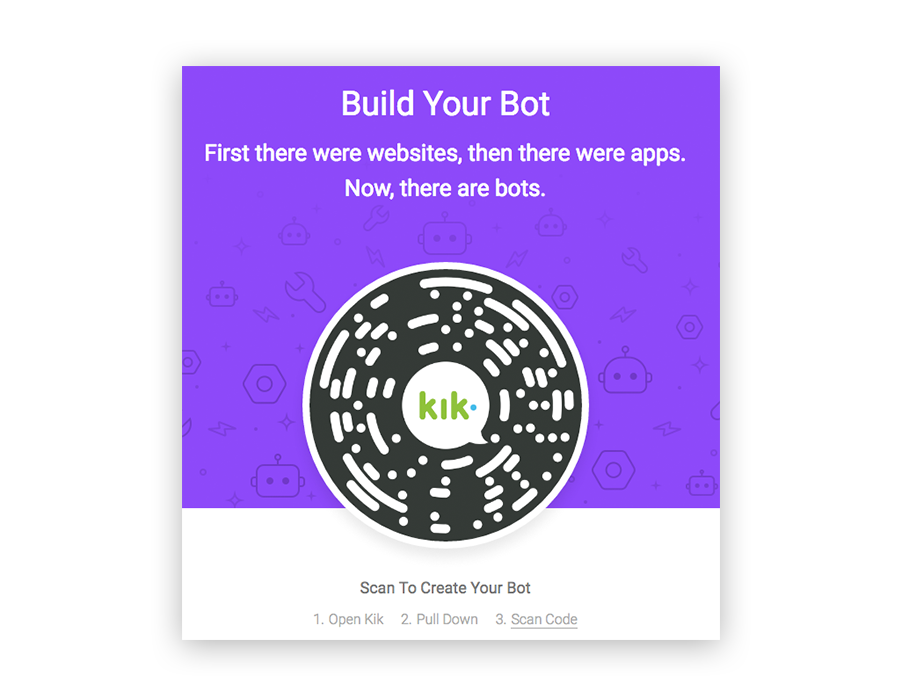 Build Your Bot
First there were websites, then there were apps.
Now, there are bots.
kik
Scan To Create Your Bot
1. Open Kik 2. Pull Down 3. Scan Code